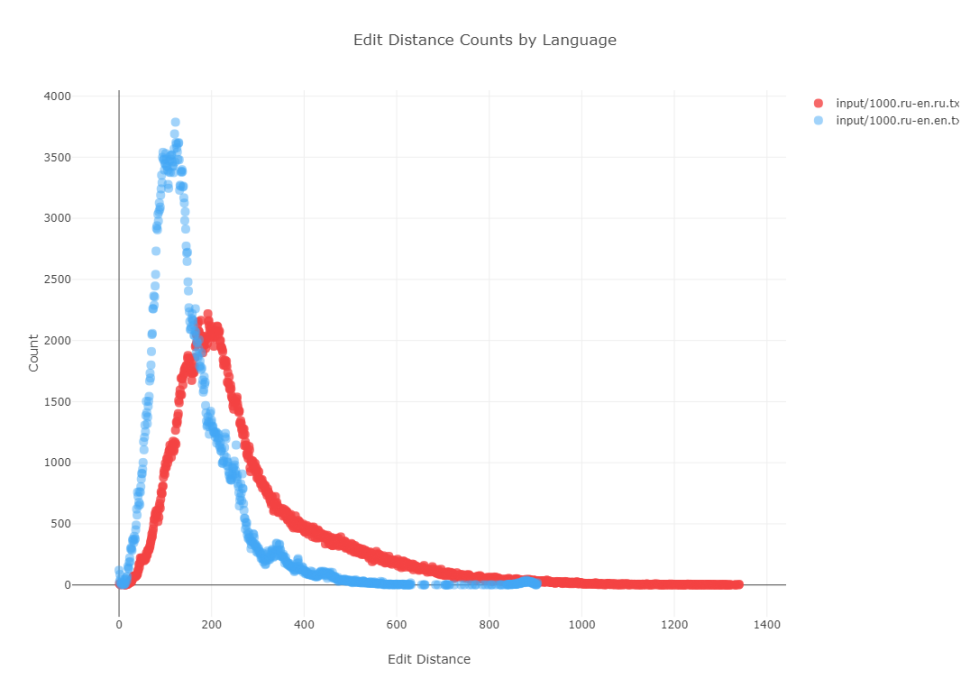 Edit Distance Counts by Language
4000
3500
3000
2500
2000
1500
1000
500
0
Count
0 200 400 600 800 1000 1200 1400
Edit Distance
input/1000.ru-en.ru.tx
input/1000.ru-en.en.tx